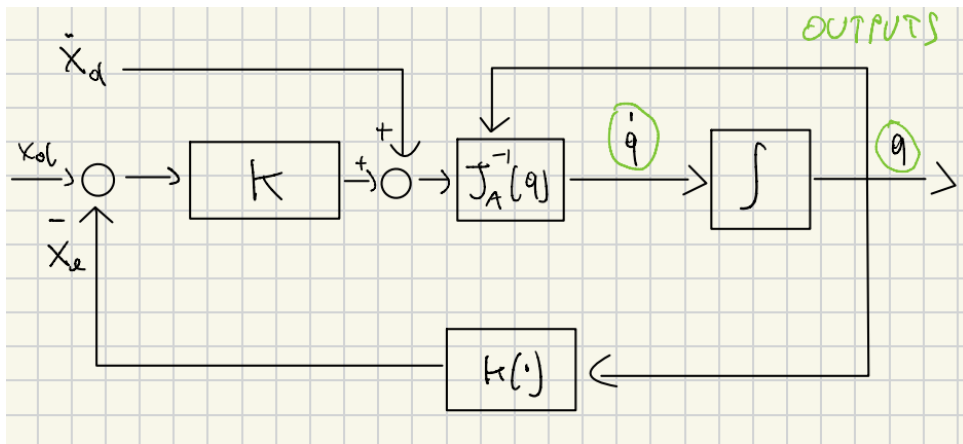 OUTPUTS
ẋd
xd
+
K
+
J_A^{-1}(q)
q̇
∫
q
−
xe
k(·)